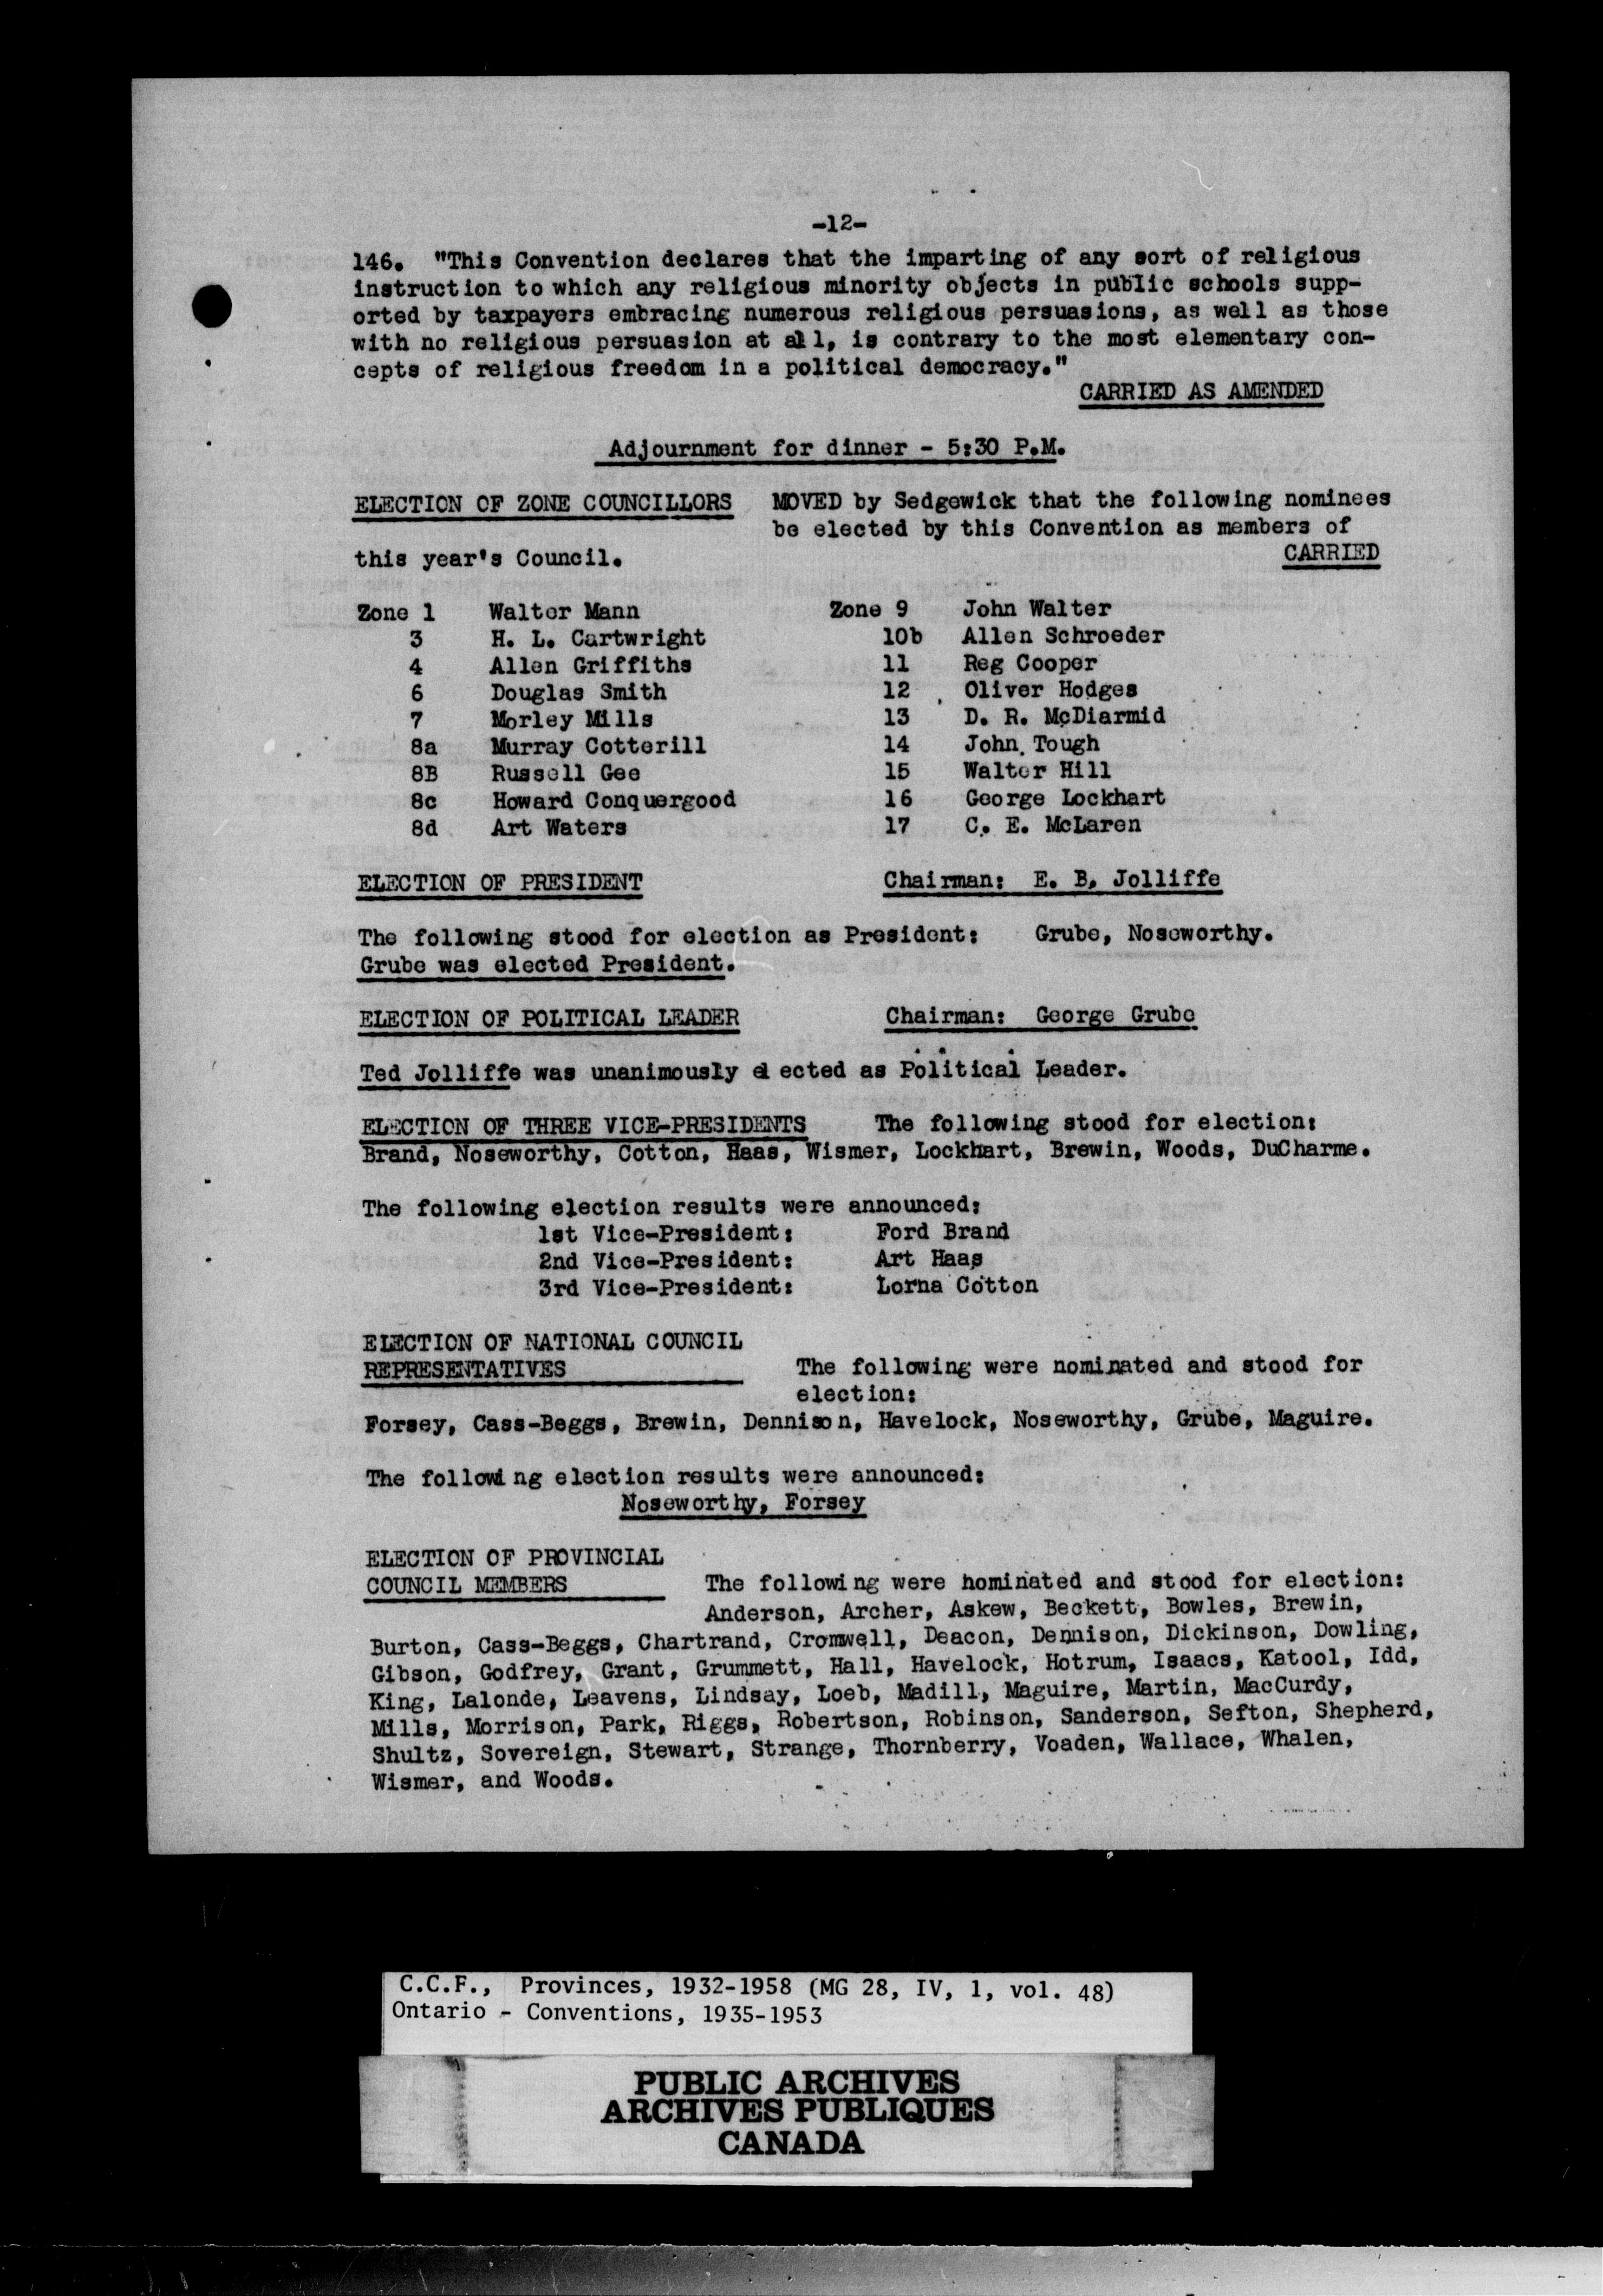 -12-
146. "This Convention declares that the imparting of any sort of religious
instruction to which any religious minority objects in public schools supp-
orted by taxpayers embracing numerous religious persuasions, as well as those
with no religious persuasion at all, is contrary to the most elementary con-
cepts of religious freedom in a political democracy."
CARRIED AS AMENDED
Adjournment for dinner - 5:30 P.M.
ELECTION OF ZONE COUNCILLORS MOVED by Sedgewick that the following nominees
be elected by this Convention as members of
this year's Council. CARRIED
Zone 1 Walter Mann Zone 9 John Walter
3 H. L. Cartwright 10b Allen Schroeder
4 Allen Griffiths 11 Reg Cooper
6 Douglas Smith 12 Oliver Hodges
7 Morley Mills 13 D. R. McDiarmid
8a Murray Cotterill 14 John Tough
8B Russell Gee 15 Walter Hill
8c Howard Conquergood 16 George Lockhart
8d Art Waters 17 C. E. McLaren
ELECTION OF PRESIDENT Chairman: E. B. Jolliffe
The following stood for election as President: Grube, Noseworthy.
Grube was elected President.
ELECTION OF POLITICAL LEADER Chairman: George Grube
Ted Jolliffe was unanimously elected as Political Leader.
ELECTION OF THREE VICE-PRESIDENTS The following stood for election:
Brand, Noseworthy, Cotton, Haas, Wismer, Lockhart, Brewin, Woods, DuCharme.
The following election results were announced:
1st Vice-President: Ford Brand
2nd Vice-President: Art Haas
3rd Vice-President: Lorna Cotton
ELECTION OF NATIONAL COUNCIL
REPRESENTATIVES The following were nominated and stood for
election:
Forsey, Cass-Beggs, Brewin, Dennison, Havelock, Noseworthy, Grube, Maguire.
The following election results were announced:
Noseworthy, Forsey
ELECTION OF PROVINCIAL
COUNCIL MEMBERS The following were nominated and stood for election:
Anderson, Archer, Askew, Beckett, Bowles, Brewin,
Burton, Cass-Beggs, Chartrand, Cromwell, Deacon, Dennison, Dickinson, Dowling,
Gibson, Godfrey, Grant, Grummett, Hall, Havelock, Hotrum, Isaacs, Katool, Idd,
King, Lalonde, Leavens, Lindsay, Loeb, Madill, Maguire, Martin, MacCurdy,
Mills, Morrison, Park, Riggs, Robertson, Robinson, Sanderson, Sefton, Shepherd,
Shultz, Sovereign, Stewart, Strange, Thornberry, Voaden, Wallace, Whalen,
Wismer, and Woods.
C.C.F., Provinces, 1932-1958 (MG 28, IV, 1, vol. 48)
Ontario - Conventions, 1935-1953
PUBLIC ARCHIVES
ARCHIVES PUBLIQUES
CANADA